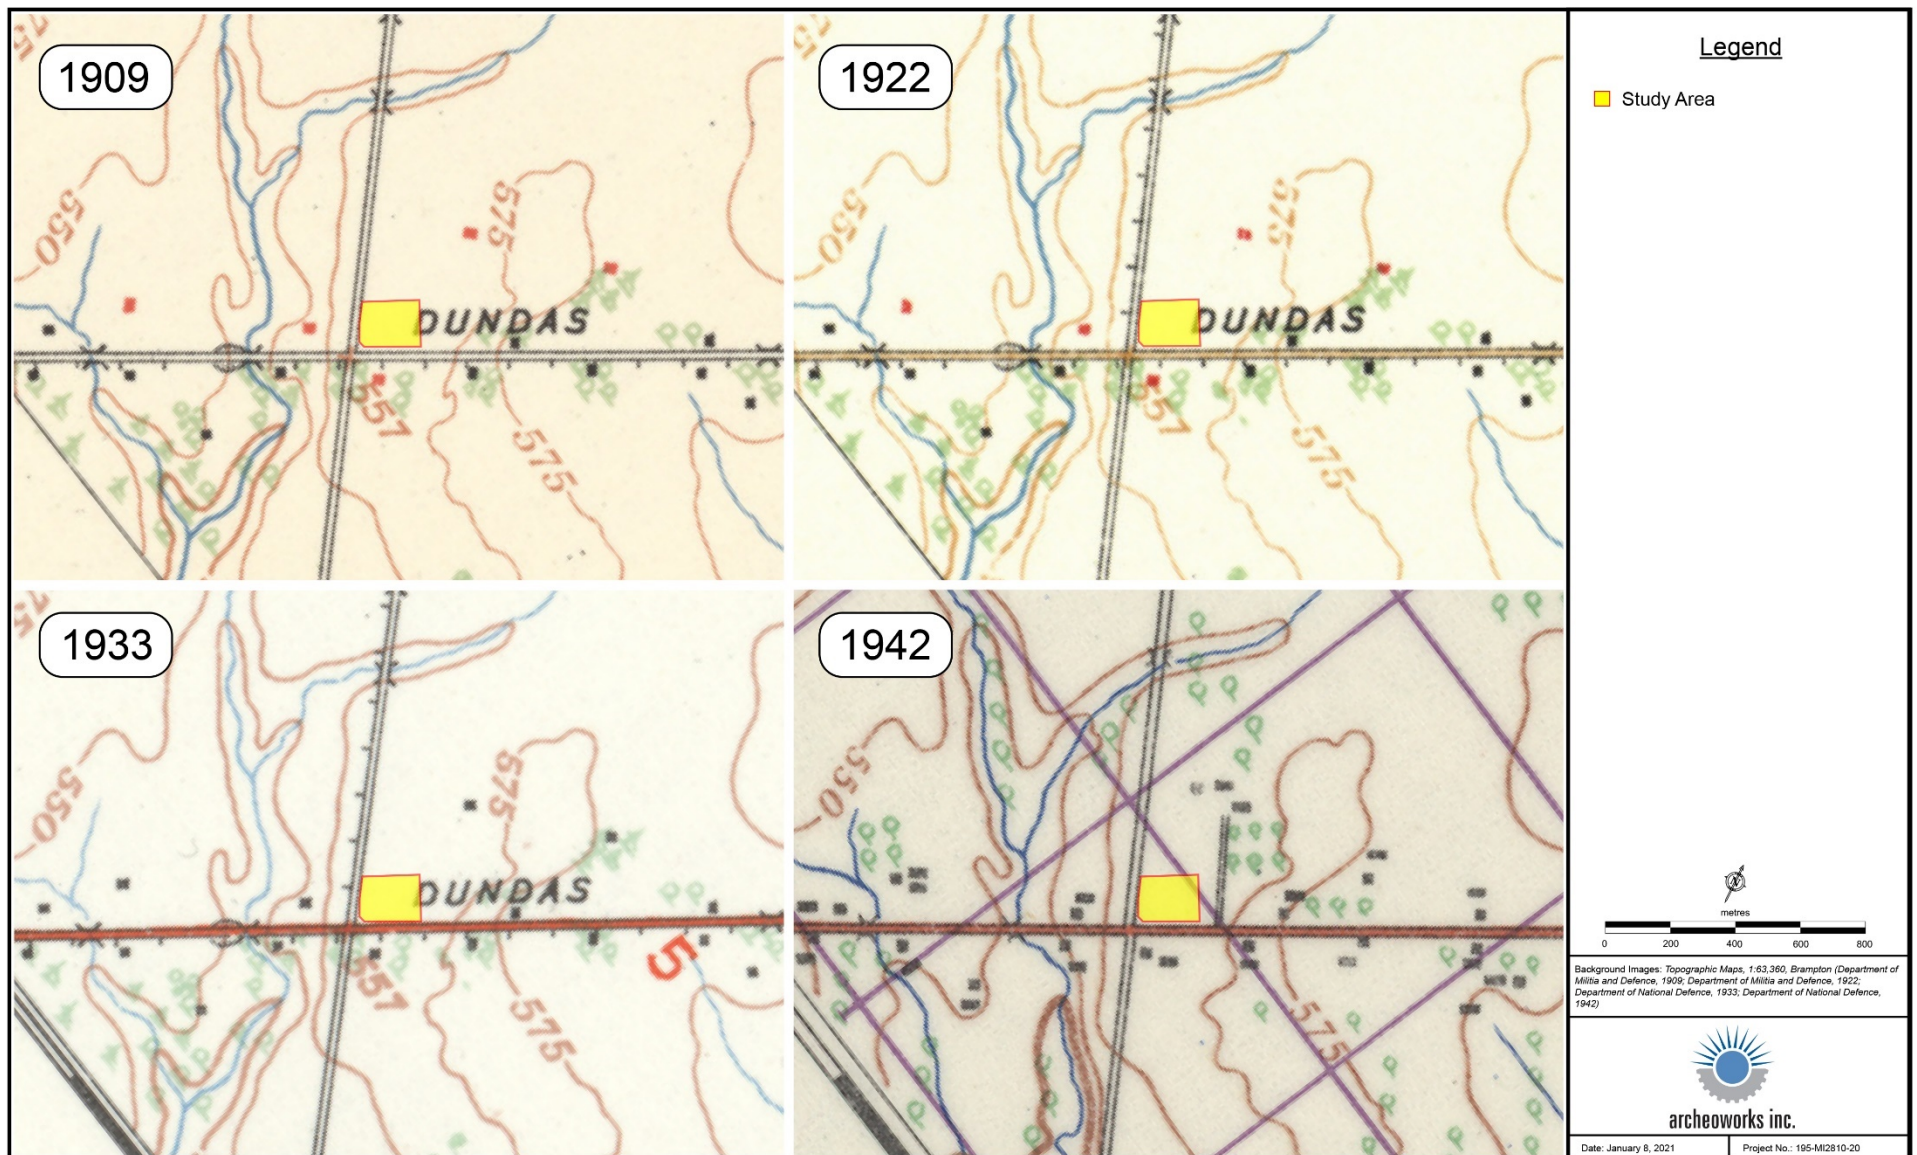 1909
75
550
575
DUNDAS
557
575
1922
75
550
575
DUNDAS
557
575
1933
75
550
575
DUNDAS
557
5
575
1942
550
575
Legend
Study Area
N
metres
0 200 400 600 800
Background Images: Topographic Maps, 1:63,360, Brampton (Department of
Militia and Defence, 1909; Department of Militia and Defence, 1922;
Department of National Defence, 1933; Department of National Defence,
1942)
archeoworks inc.
Date: January 8, 2021
Project No.: 195-MI2810-20